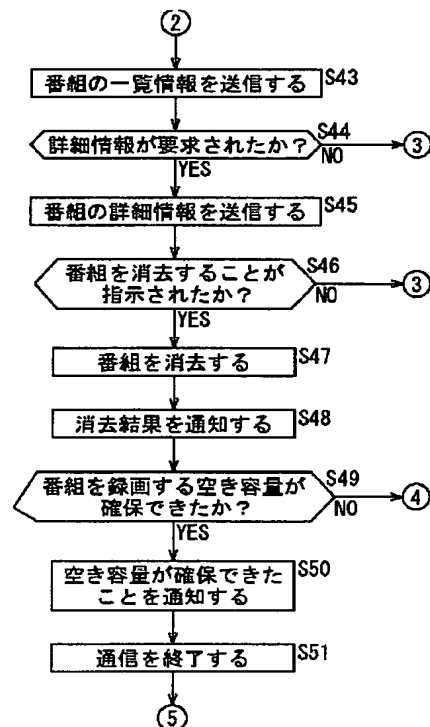 ②
番組の一覧情報を送信する S43
詳細情報が要求されたか? S44
NO ③
YES
番組の詳細情報を送信する S45
番組を消去することが S46
指示されたか?
NO ③
YES
番組を消去する S47
消去結果を通知する S48
番組を録画する空き容量が S49
確保できたか?
NO ④
YES
空き容量が確保できた S50
ことを通知する
通信を終了する S51
⑤